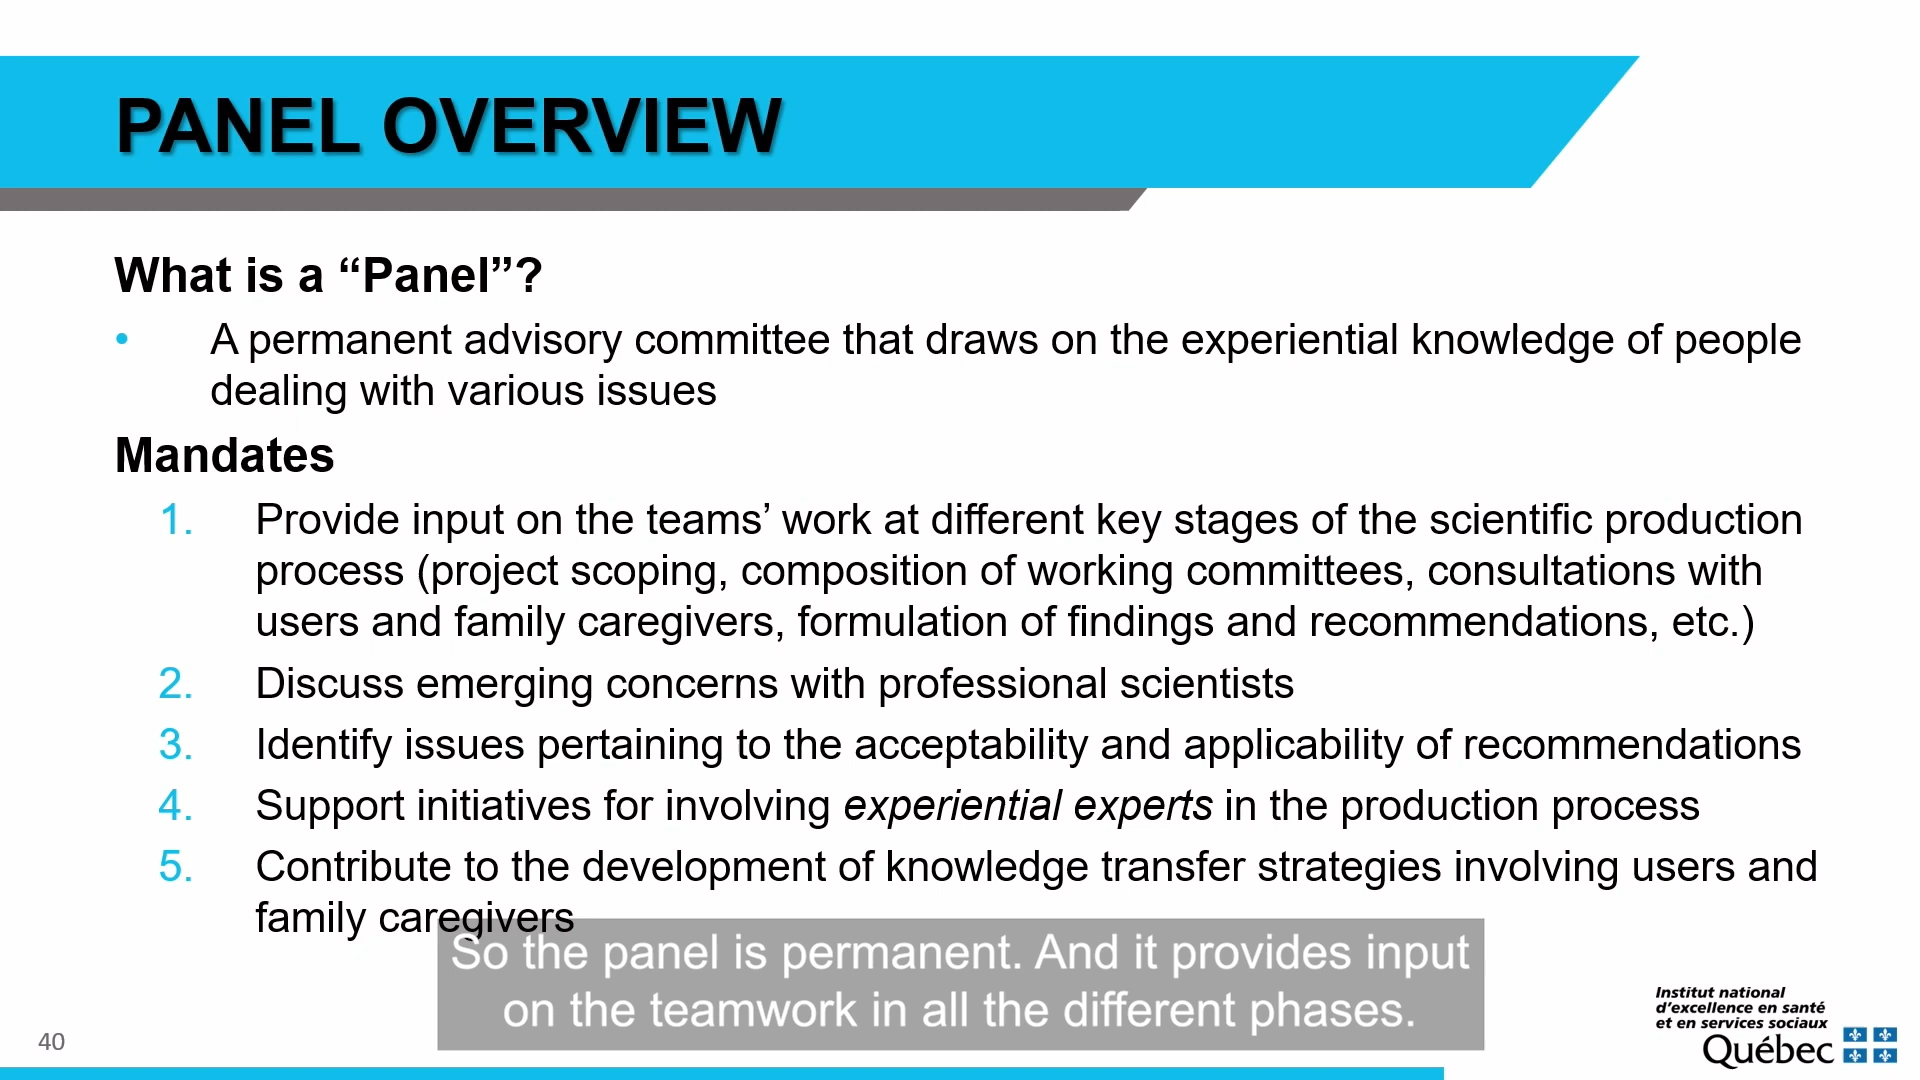 PANEL OVERVIEW
What is a “Panel”?
• A permanent advisory committee that draws on the experiential knowledge of people
dealing with various issues
Mandates
1. Provide input on the teams’ work at different key stages of the scientific production
process (project scoping, composition of working committees, consultations with
users and family caregivers, formulation of findings and recommendations, etc.)
2. Discuss emerging concerns with professional scientists
3. Identify issues pertaining to the acceptability and applicability of recommendations
4. Support initiatives for involving experiential experts in the production process
5. Contribute to the development of knowledge transfer strategies involving users and
family caregivers
So the panel is permanent. And it provides input
on the teamwork in all the different phases.
40
Institut national
d’excellence en santé
et en services sociaux
Québec